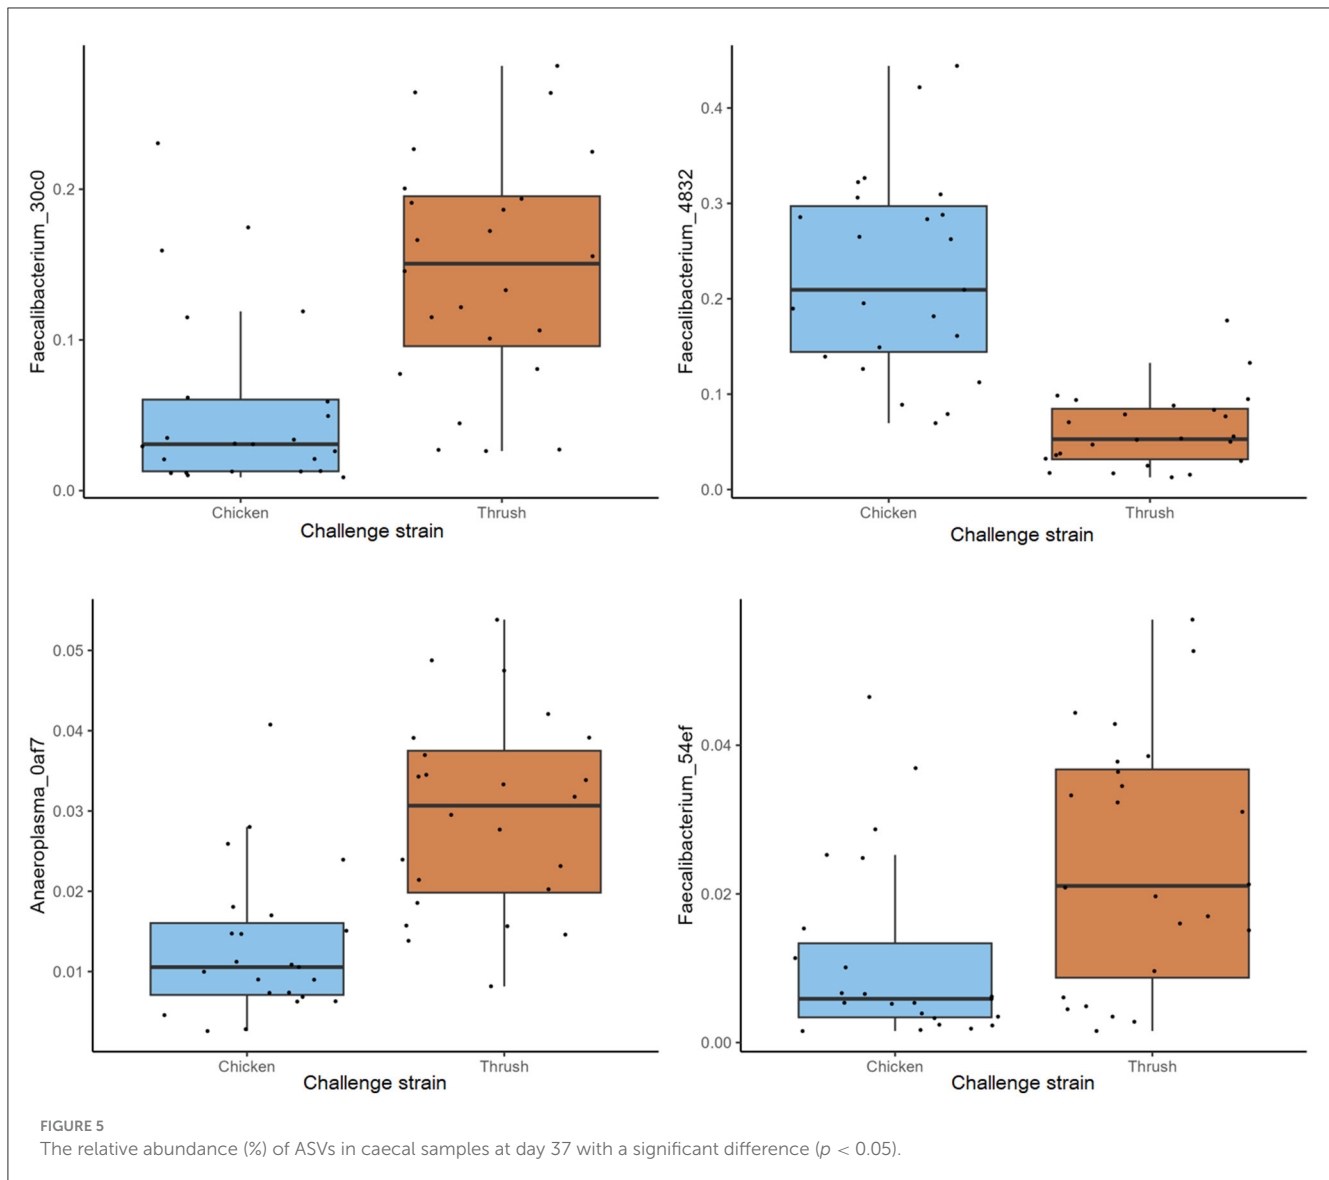 Faecalibacterium_30c0
0.2
0.1
0.0
Chicken
Thrush
Challenge strain
Faecalibacterium_4832
0.4
0.3
0.2
0.1
0.0
Chicken
Thrush
Challenge strain
Anaeroplasma_0af7
0.05
0.04
0.03
0.02
0.01
Chicken
Thrush
Challenge strain
Faecalibacterium_54ef
0.04
0.02
0.00
Chicken
Thrush
Challenge strain
FIGURE 5
The relative abundance (%) of ASVs in caecal samples at day 37 with a significant difference (p < 0.05).